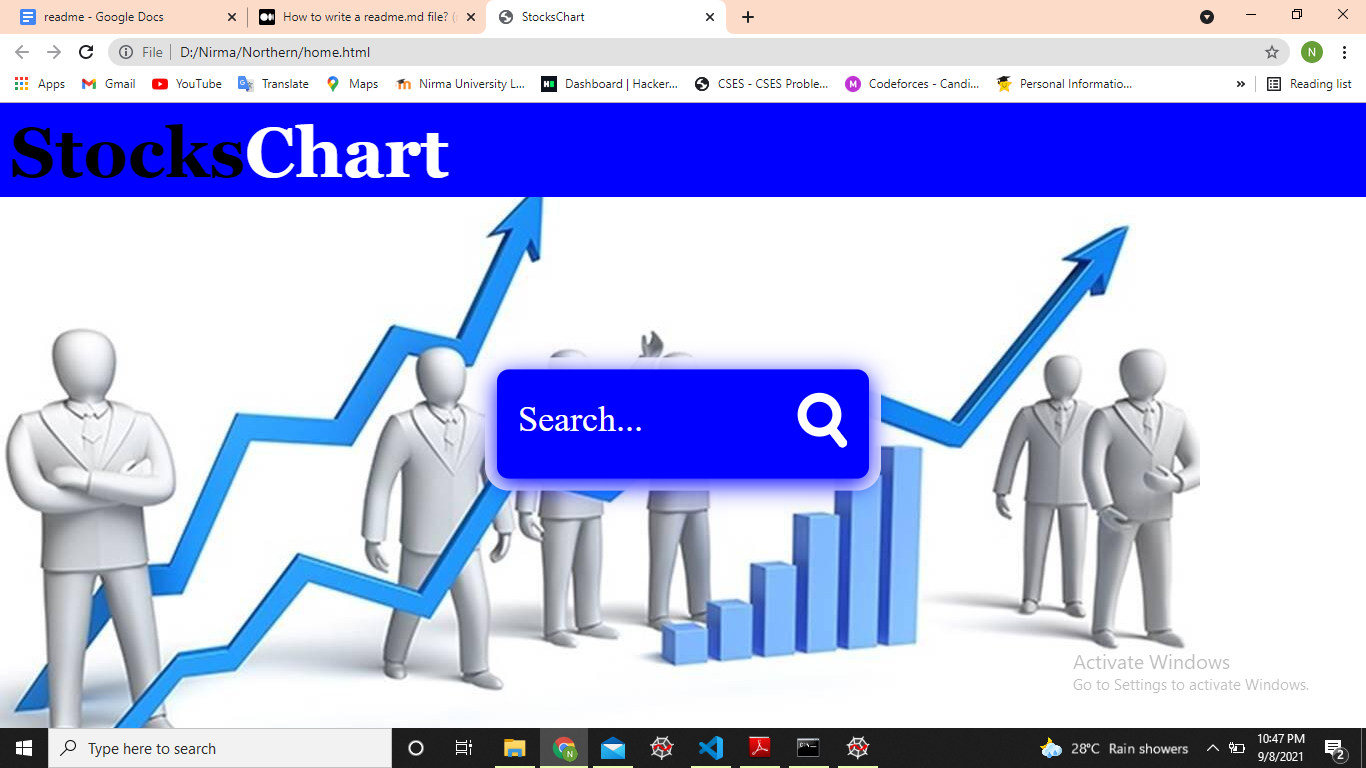 readme - Google Docs
How to write a readme.md file? (
StocksChart
File
D:/Nirma/Northern/home.html
N
Apps
Gmail
YouTube
Translate
Maps
Nirma University L...
Dashboard | Hacker...
CSES - CSES Proble...
M
Codeforces - Candi...
Personal Informatio...
»
Reading list
StocksChart
Search...
Activate Windows
Go to Settings to activate Windows.
Type here to search
N
28°C Rain showers
10:47 PM
9/8/2021
2